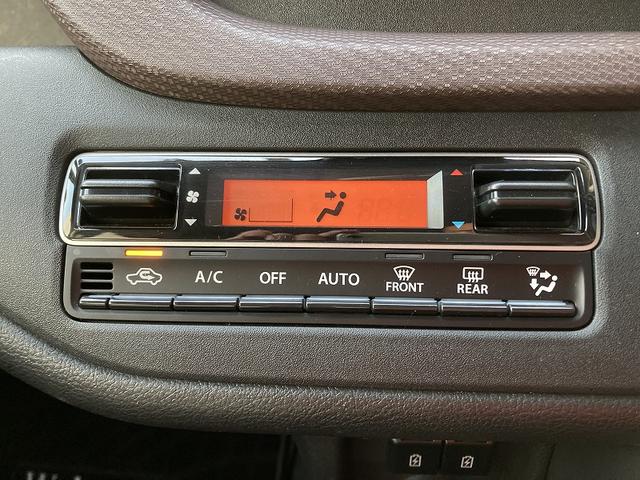 A/C OFF AUTO FRONT REAR